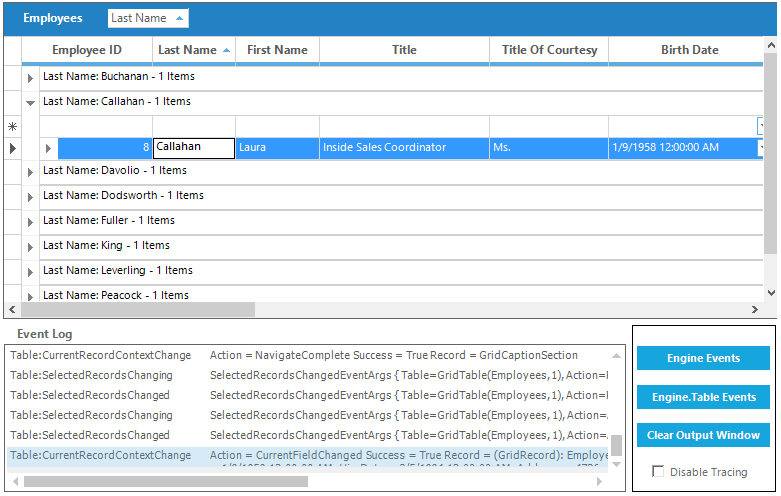 Employees Last Name
Employee ID Last Name First Name Title Title Of Courtesy Birth Date
Last Name: Buchanan - 1 Items
Last Name: Callahan - 1 Items
8 Callahan Laura Inside Sales Coordinator Ms. 1/9/1958 12:00:00 AM
Last Name: Davolio - 1 Items
Last Name: Dodsworth - 1 Items
Last Name: Fuller - 1 Items
Last Name: King - 1 Items
Last Name: Leverling - 1 Items
Last Name: Peacock - 1 Items
Event Log
Table:CurrentRecordContextChange Action = NavigateComplete Success = True Record = GridCaptionSection
Table:SelectedRecordsChanging SelectedRecordsChangedEventArgs { Table=GridTable(Employees,1), Action=
Table:SelectedRecordsChanged SelectedRecordsChangedEventArgs { Table=GridTable(Employees,1), Action=
Table:SelectedRecordsChanging SelectedRecordsChangedEventArgs { Table=GridTable(Employees,1), Action=
Table:SelectedRecordsChanged SelectedRecordsChangedEventArgs { Table=GridTable(Employees,1), Action=
Table:CurrentRecordContextChange Action = CurrentFieldChanged Success = True Record = (GridRecord): Employe
Engine Events
Engine.Table Events
Clear Output Window
Disable Tracing